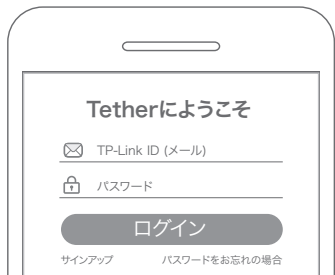 Tetherにようこそ
TP-Link ID (メール)
パスワード
ログイン
サインアップ パスワードをお忘れの場合